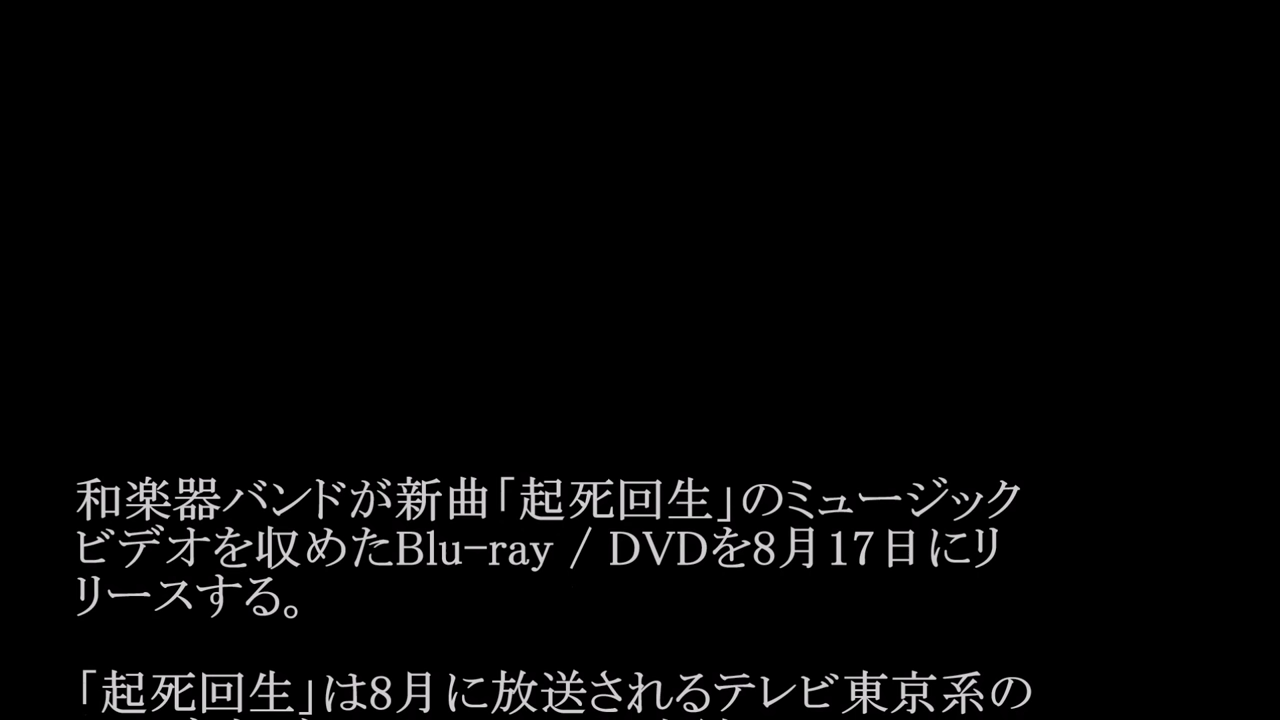 和楽器バンドが新曲「起死回生」のミュージック
ビデオを収めたBlu-ray / DVDを8月17日にリ
リースする。
「起死回生」は8月に放送されるテレビ東京系の